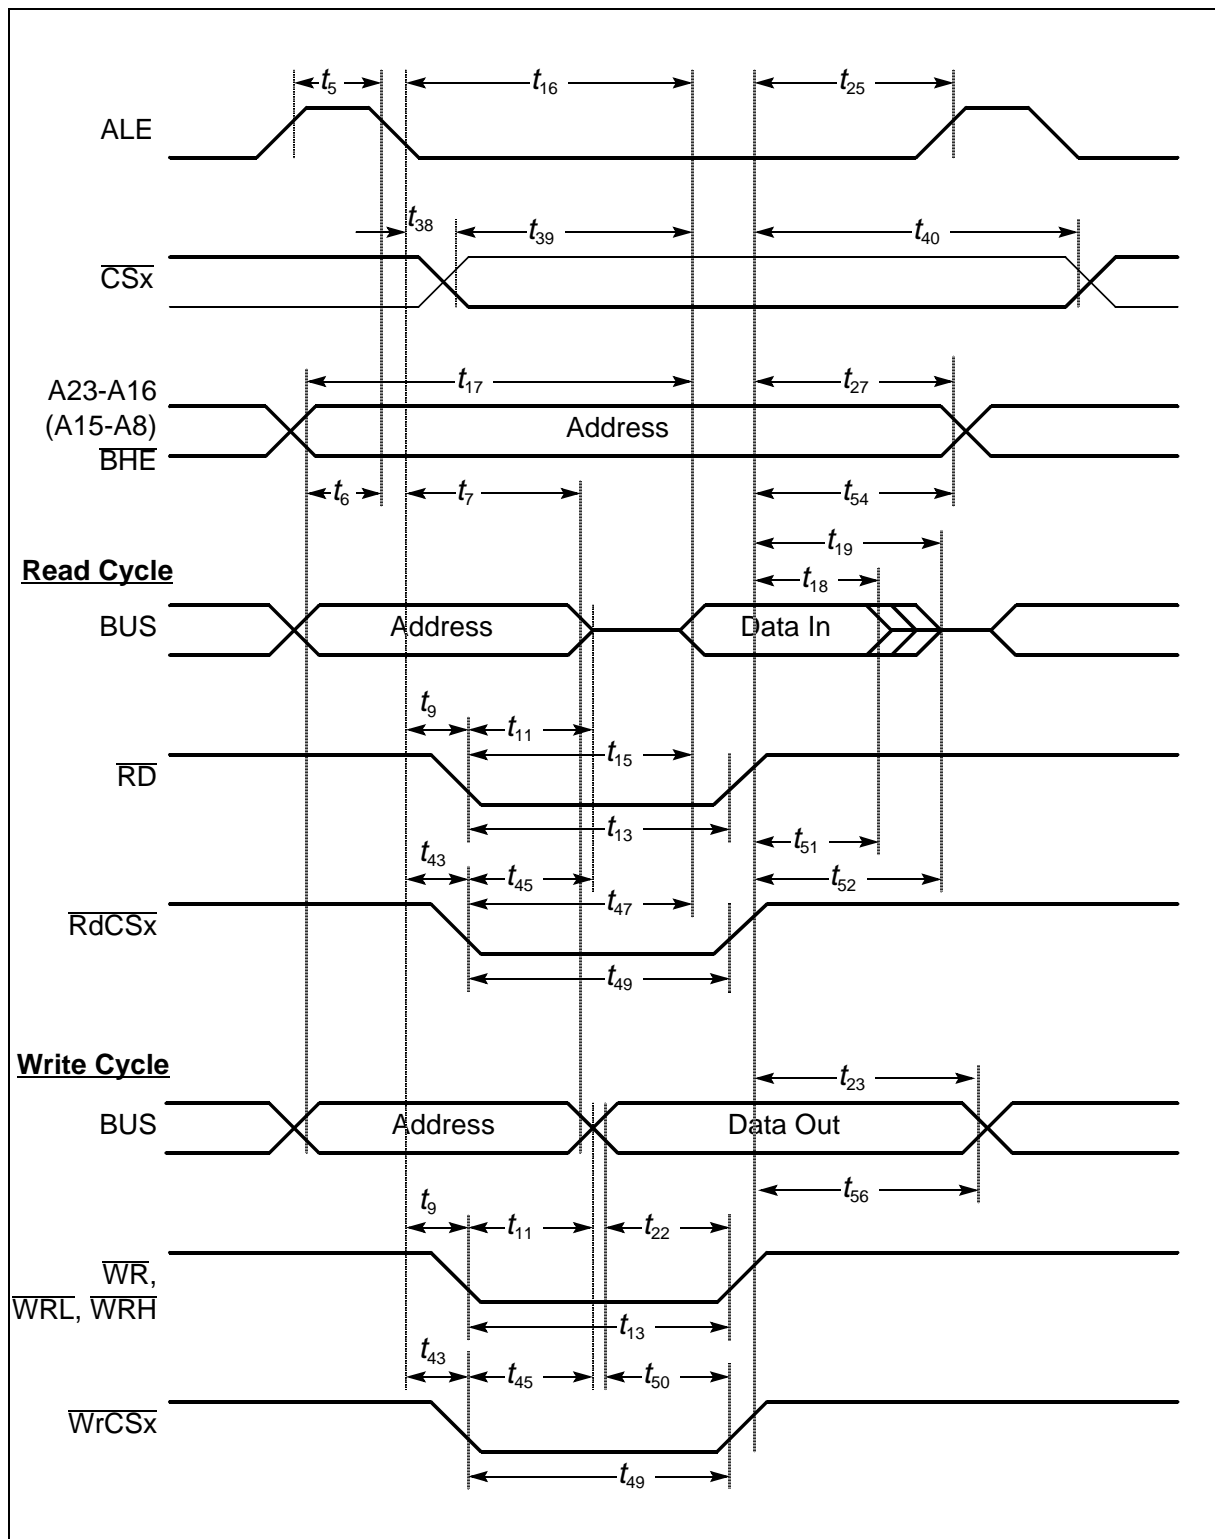 t5 t16 t25
ALE
t38 t39 t40
CSx
A23-A16
(A15-A8)
BHE
t17 t27
Address
t6 t7 t54
t19
Read Cycle
t18
BUS Address Data In
t9 t11
t15
RD
t13 t51
t43 t45 t52
t47
RdCSx
t49
Write Cycle
t23
BUS Address Data Out
t56
t9 t11 t22
WR,
WRL, WRH
t13
t43 t45 t50
WrCSx
t49